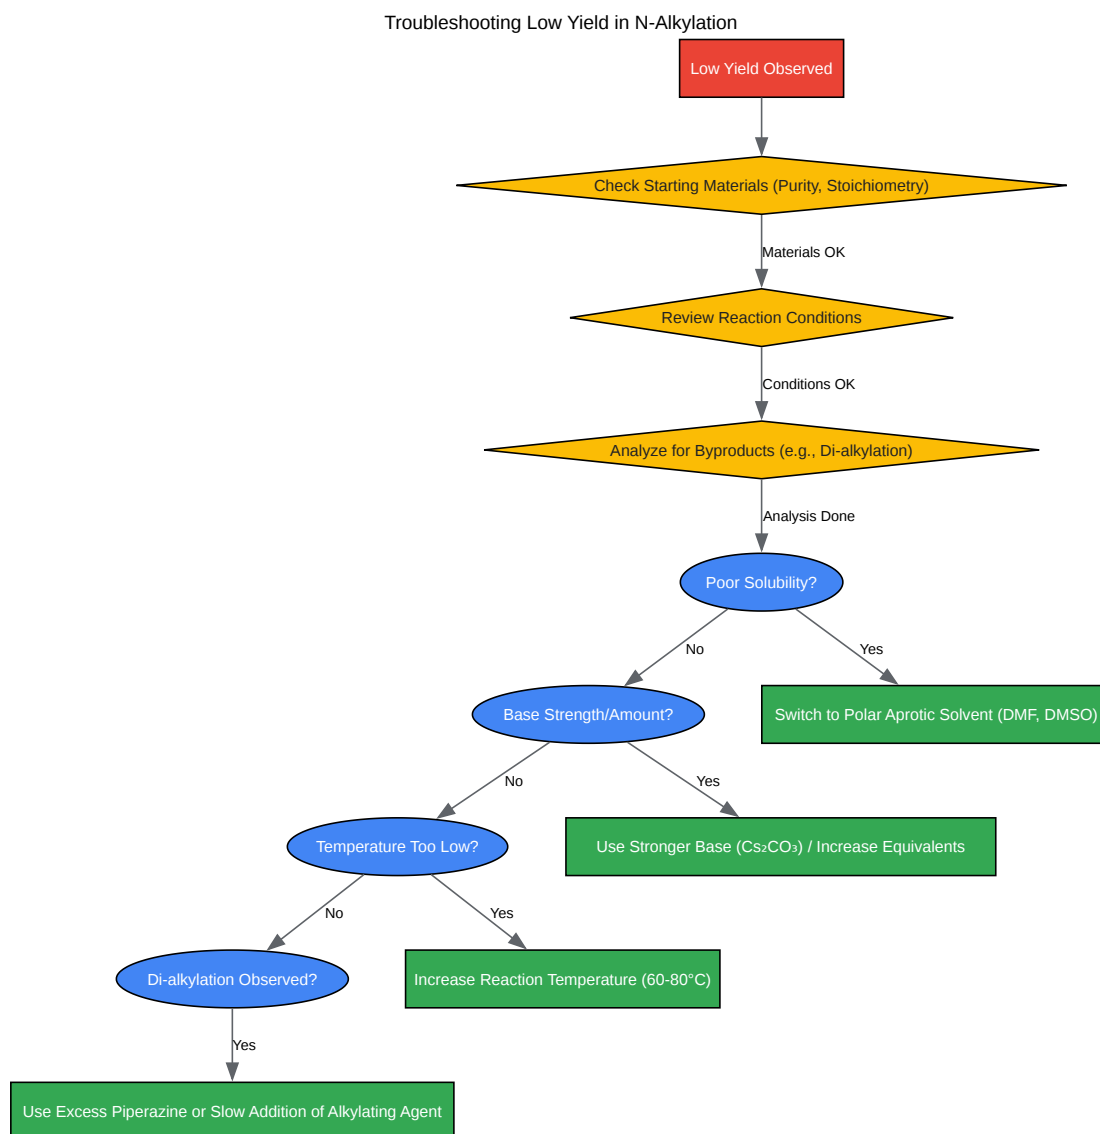 Troubleshooting Low Yield in N-Alkylation
Low Yield Observed
Check Starting Materials (Purity, Stoichiometry)
Materials OK
Review Reaction Conditions
Conditions OK
Analyze for Byproducts (e.g., Di-alkylation)
Analysis Done
Poor Solubility?
No
Yes
Base Strength/Amount?
Switch to Polar Aprotic Solvent (DMF, DMSO)
No
Yes
Temperature Too Low?
Use Stronger Base (Cs₂CO₃) / Increase Equivalents
No
Yes
Di-alkylation Observed?
Increase Reaction Temperature (60-80°C)
Yes
Use Excess Piperazine or Slow Addition of Alkylating Agent